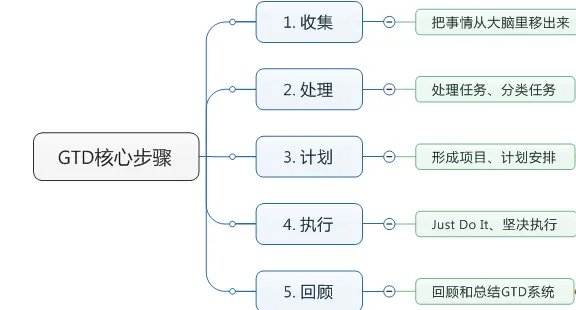 GTD核心步骤
1. 收集
把事情从大脑里移出来
2. 处理
处理任务、分类任务
3. 计划
形成项目、计划安排
4. 执行
Just Do It、坚决执行
5. 回顾
回顾和总结GTD系统